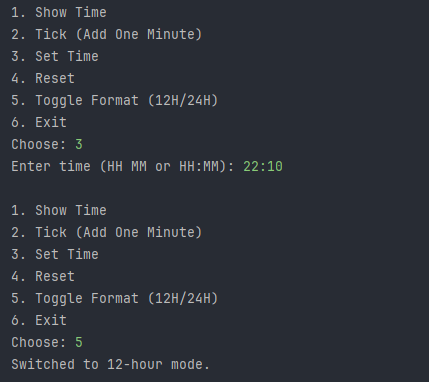 1. Show Time
2. Tick (Add One Minute)
3. Set Time
4. Reset
5. Toggle Format (12H/24H)
6. Exit
Choose: 3
Enter time (HH MM or HH:MM): 22:10
1. Show Time
2. Tick (Add One Minute)
3. Set Time
4. Reset
5. Toggle Format (12H/24H)
6. Exit
Choose: 5
Switched to 12-hour mode.